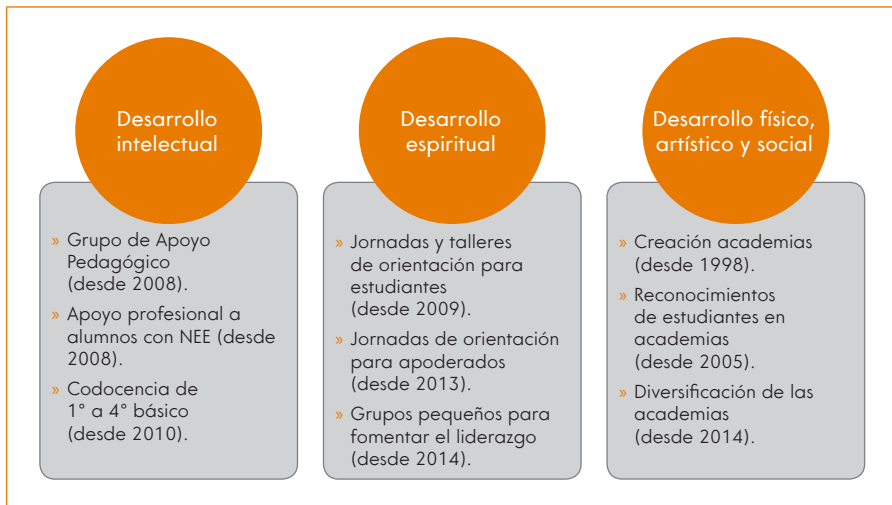 Desarrollo
intelectual
» Grupo de Apoyo
Pedagógico
(desde 2008).
» Apoyo profesional a
alumnos con NEE (desde
2008).
» Codocencia de
1° a 4° básico
(desde 2010).
Desarrollo
espiritual
» Jornadas y talleres
de orientación para
estudiantes
(desde 2009).
» Jornadas de orientación
para apoderados
(desde 2013).
» Grupos pequeños para
fomentar el liderazgo
(desde 2014).
Desarrollo físico,
artístico y social
» Creación academias
(desde 1998).
» Reconocimientos
de estudiantes en
academias
(desde 2005).
» Diversificación de las
academias
(desde 2014).